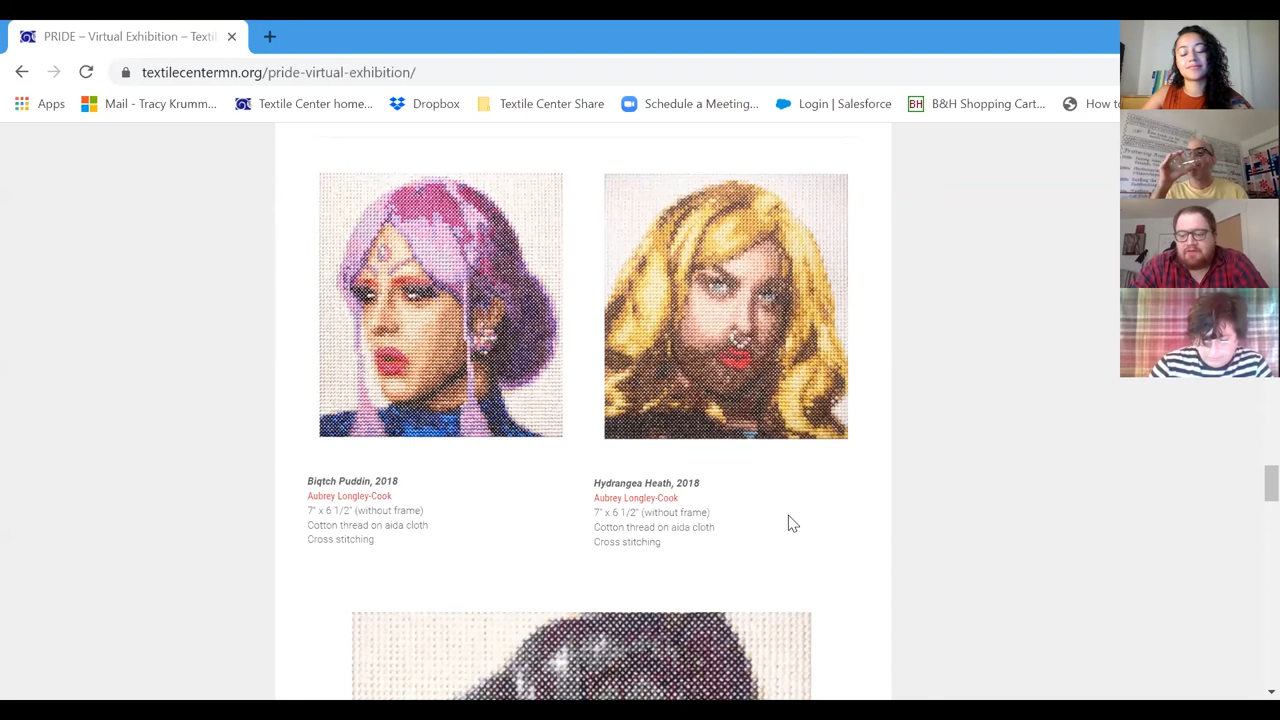 PRIDE – Virtual Exhibition – Texti
textilecentermn.org/pride-virtual-exhibition/
Apps Mail - Tracy Krumm... Textile Center home... Dropbox Textile Center Share Schedule a Meeting... Login | Salesforce BH B&H Shopping Cart... How to
Biqtch Puddin, 2018
Aubrey Longley-Cook
7" x 6 1/2" (without frame)
Cotton thread on aida cloth
Cross stitching
Hydrangea Heath, 2018
Aubrey Longley-Cook
7" x 6 1/2" (without frame)
Cotton thread on aida cloth
Cross stitching